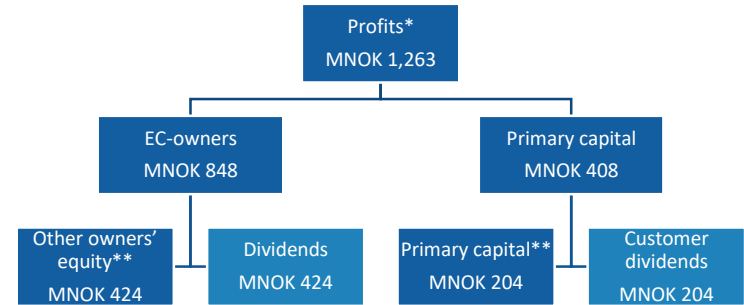 Profits*
MNOK 1,263
EC-owners
MNOK 848
Primary capital
MNOK 408
Other owners'
equity**
MNOK 424
Dividends
MNOK 424
Primary capital**
MNOK 204
Customer
dividends
MNOK 204